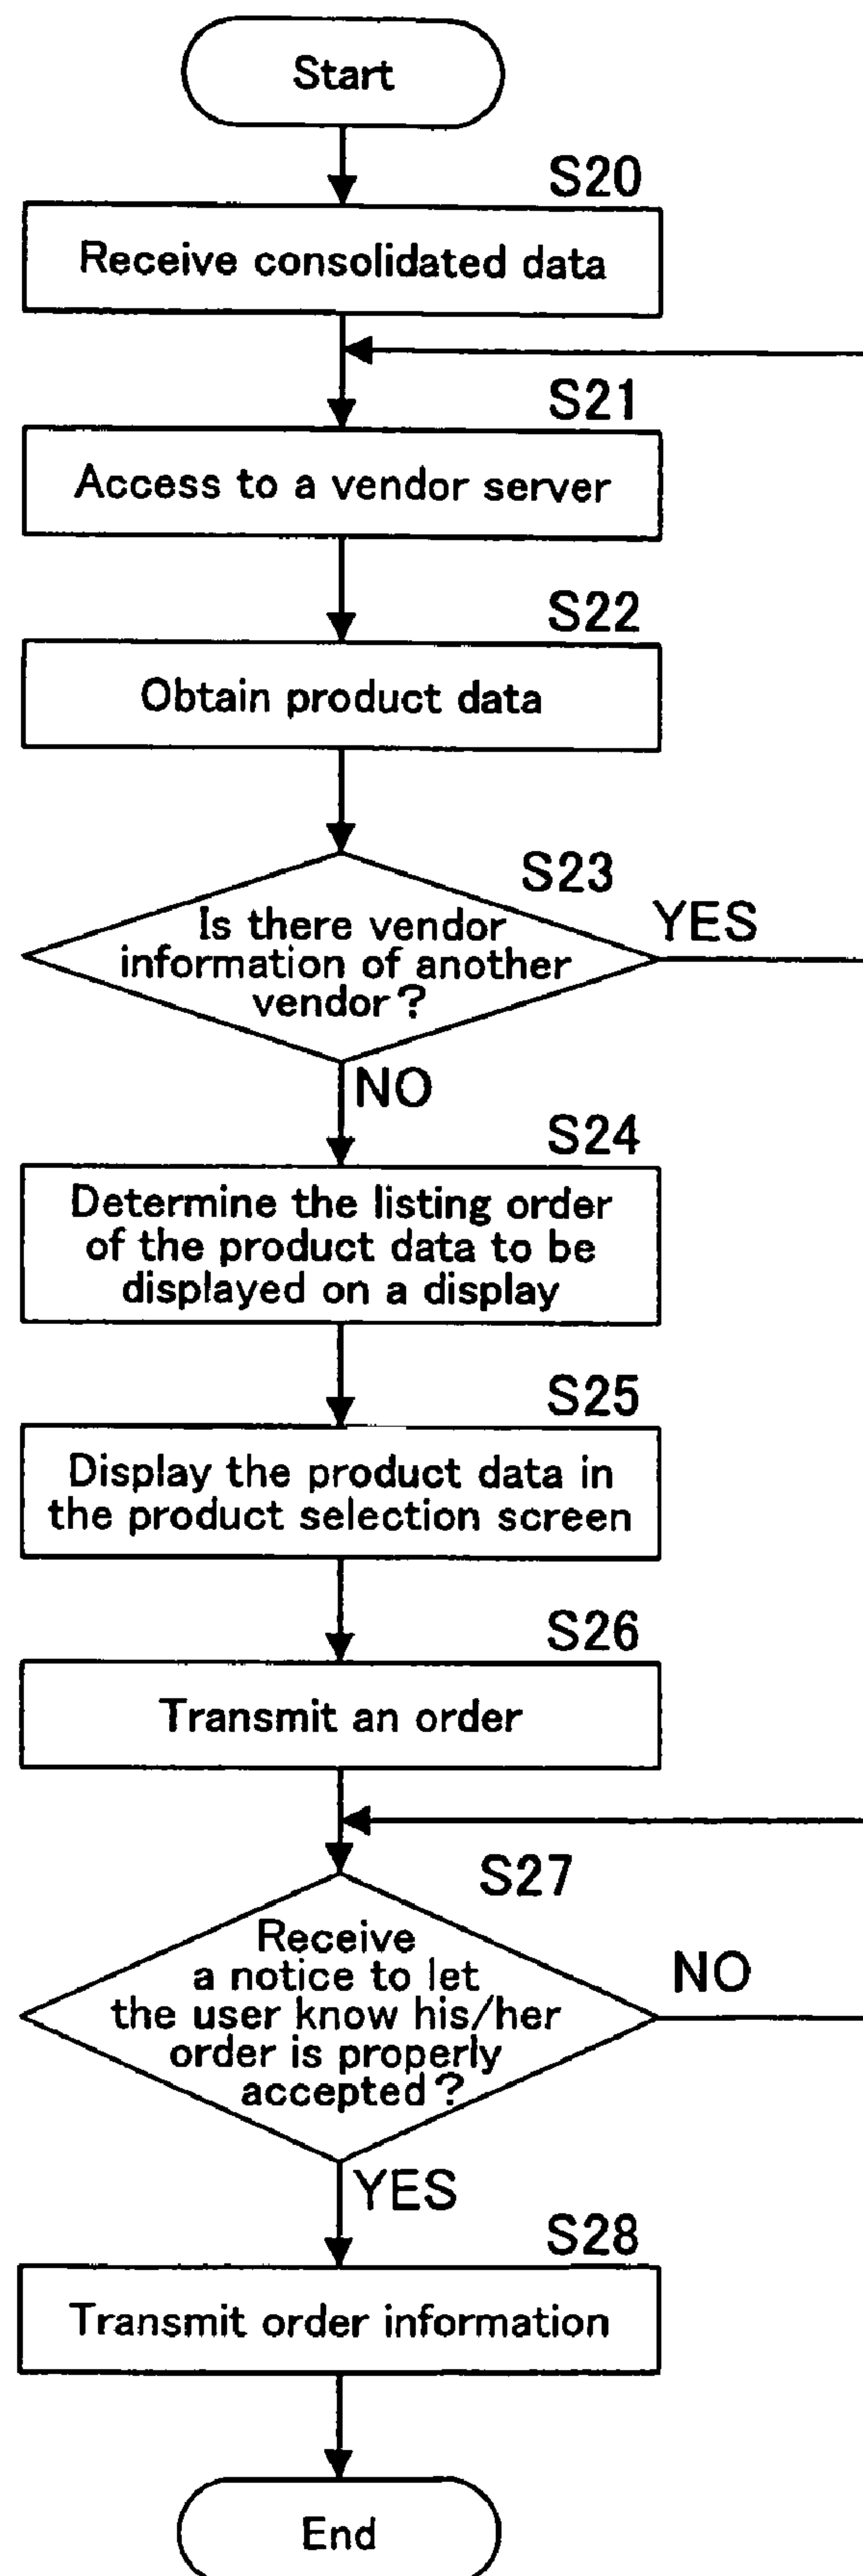 Start
S20
Receive consolidated data
S21
Access to a vendor server
S22
Obtain product data
S23
Is there vendor
information of another
vendor?
YES
NO
S24
Determine the listing order
of the product data to be
displayed on a display
S25
Display the product data in
the product selection screen
S26
Transmit an order
S27
Receive
a notice to let
the user know his/her
order is properly
accepted?
NO
YES
S28
Transmit order information
End